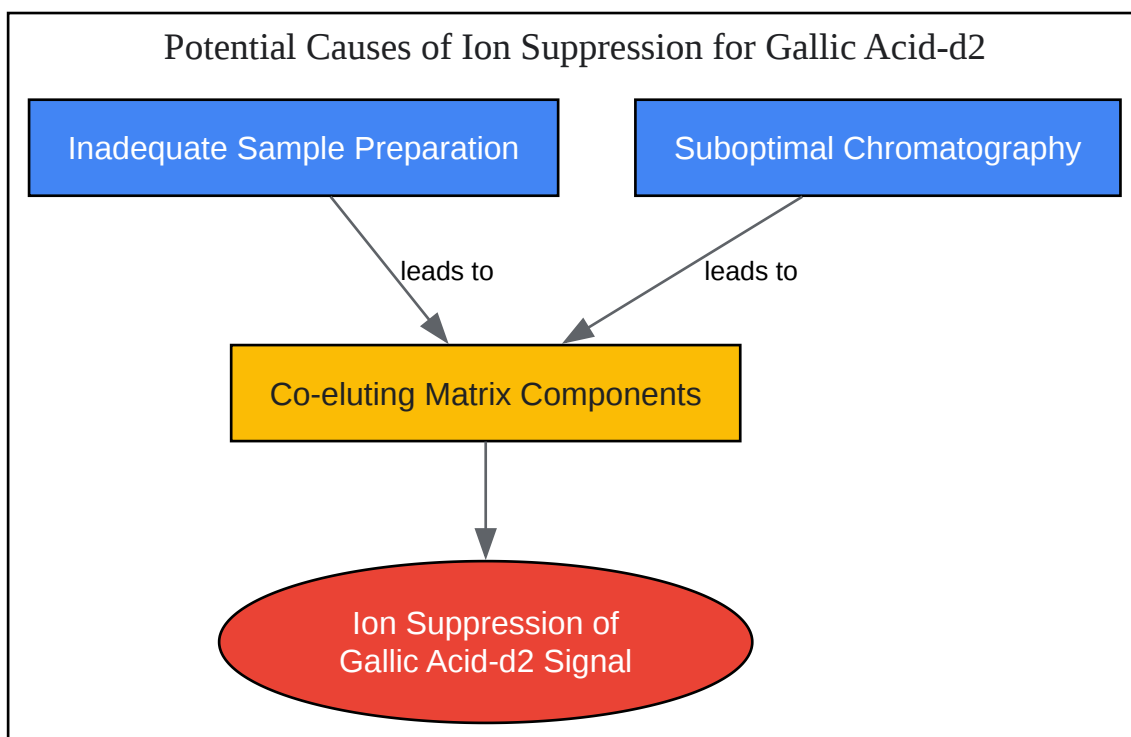 Potential Causes of Ion Suppression for Gallic Acid-d2
Inadequate Sample Preparation
Suboptimal Chromatography
leads to
leads to
Co-eluting Matrix Components
Ion Suppression of
Gallic Acid-d2 Signal